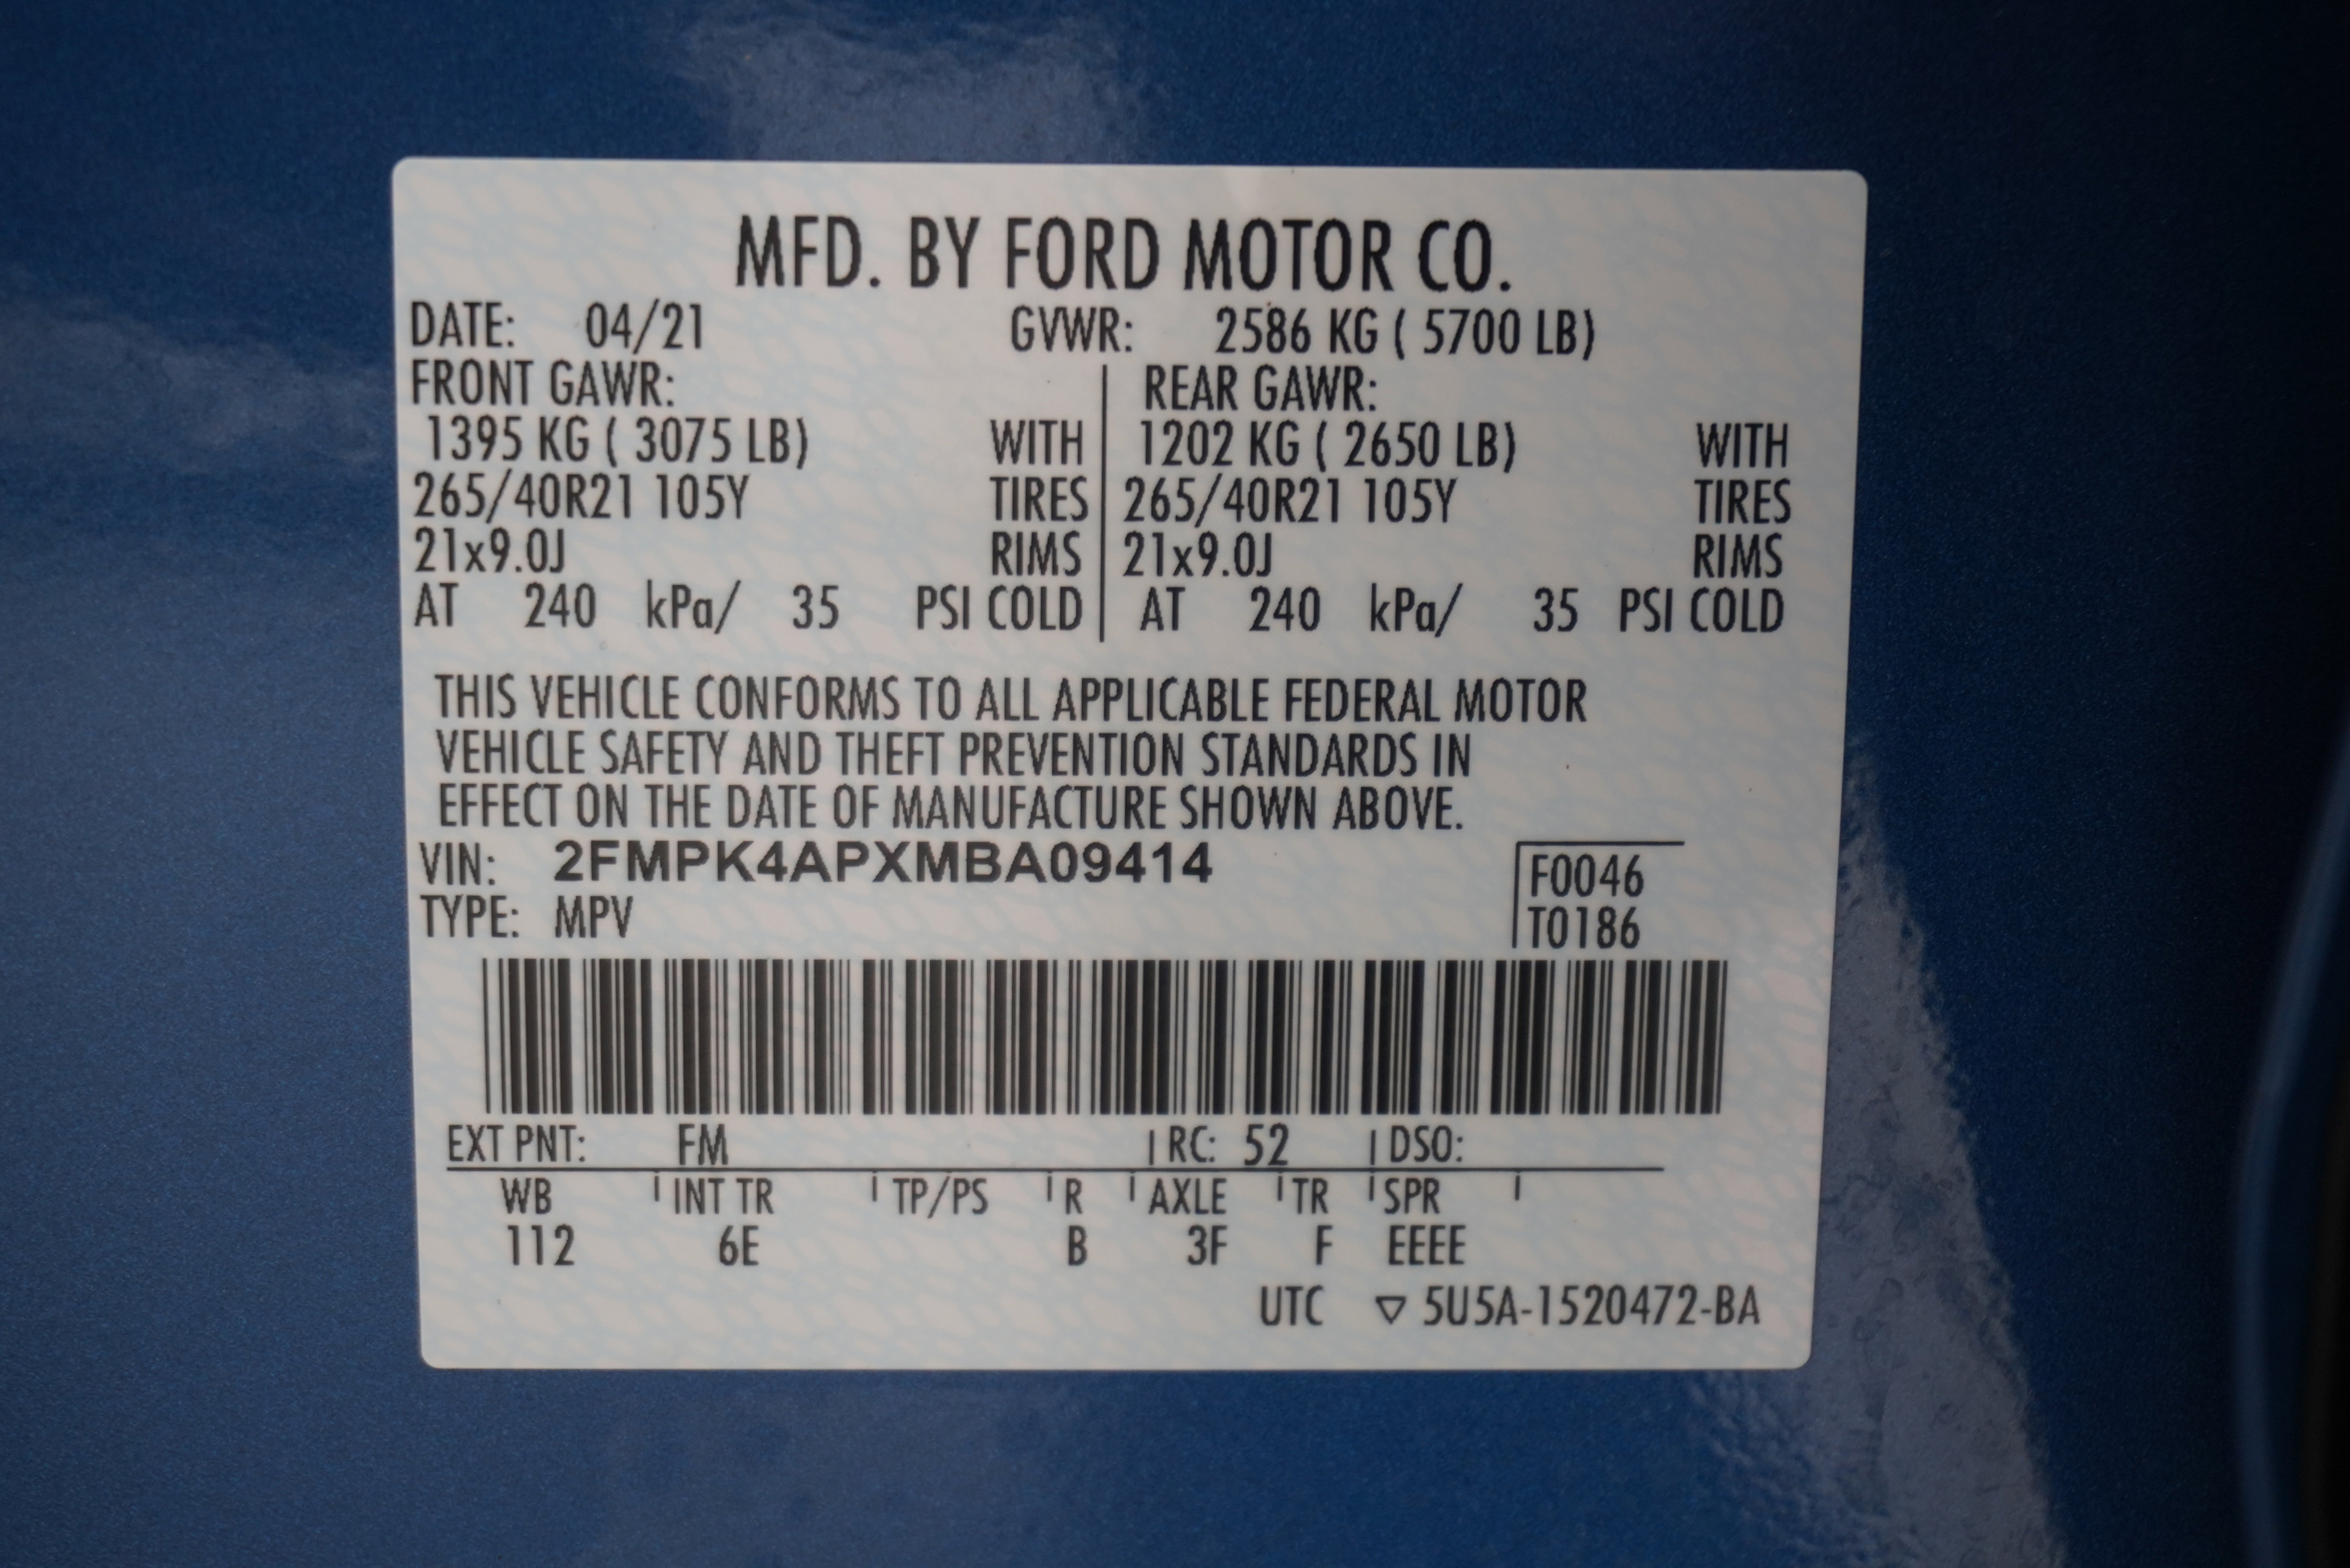 MFD. BY FORD MOTOR CO.
DATE: 04/21 GVWR: 2586 KG ( 5700 LB)
FRONT GAWR: REAR GAWR:
1395 KG ( 3075 LB) WITH 1202 KG ( 2650 LB) WITH
265/40R21 105Y TIRES 265/40R21 105Y TIRES
21x9.0J RIMS 21x9.0J RIMS
AT 240 kPa/ 35 PSI COLD AT 240 kPa/ 35 PSI COLD
THIS VEHICLE CONFORMS TO ALL APPLICABLE FEDERAL MOTOR
VEHICLE SAFETY AND THEFT PREVENTION STANDARDS IN
EFFECT ON THE DATE OF MANUFACTURE SHOWN ABOVE.
VIN: 2FMPK4APXMBA09414 F0046
TYPE: MPV T0186
EXT PNT: FM RC: 52 DSO:
WB INT TR TP/PS R AXLE TR SPR
112 6E B 3F F EEEE
UTC ▽ 5U5A-1520472-BA